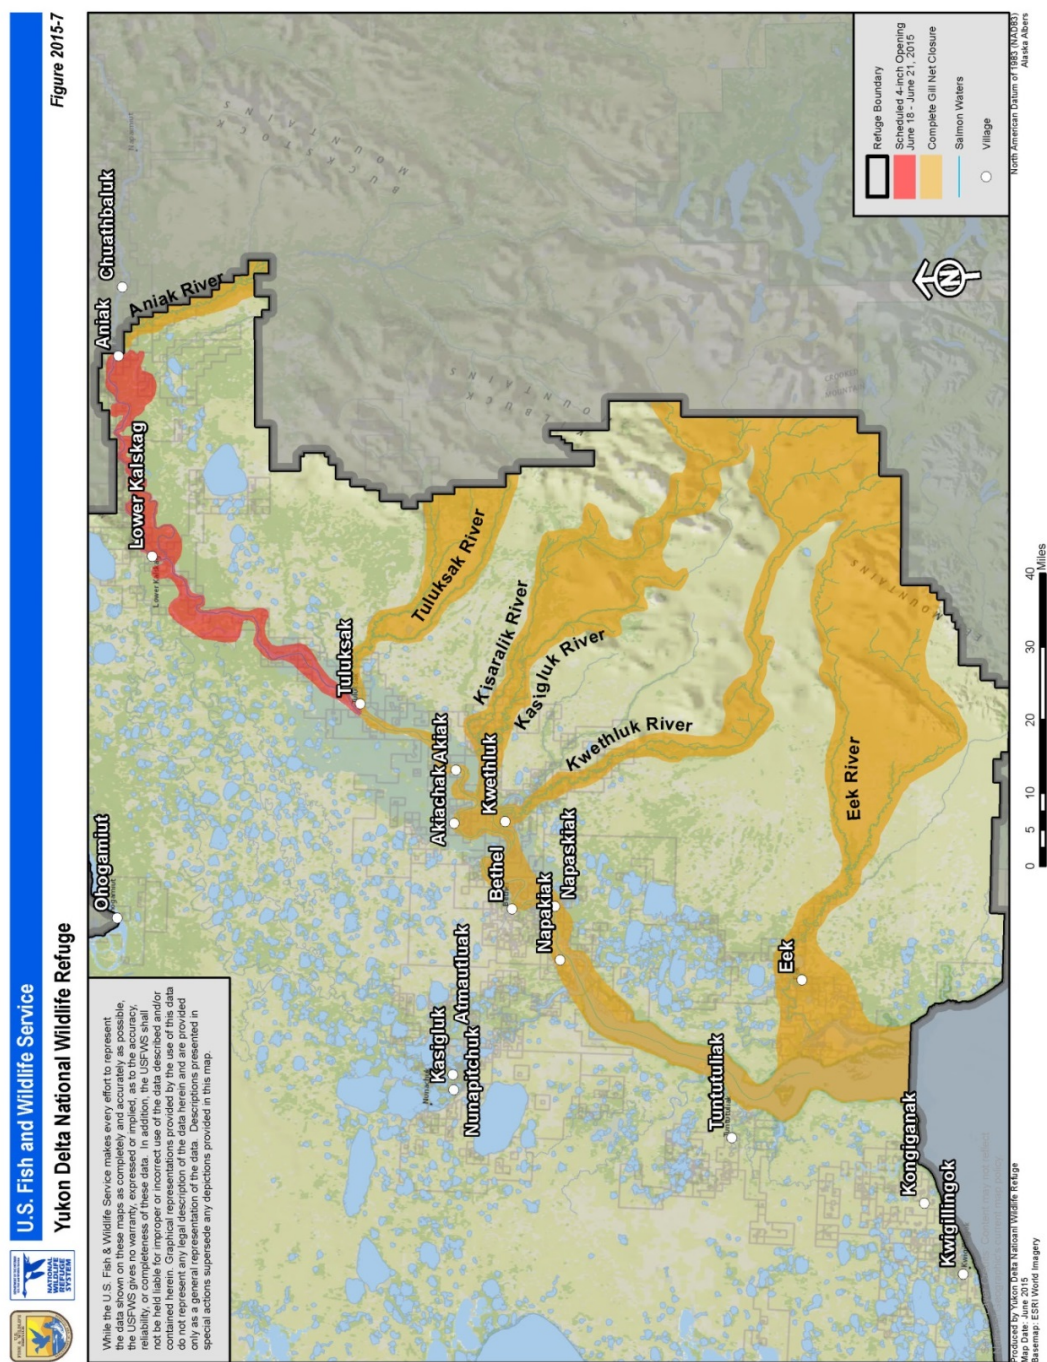 U.S. Fish and Wildlife Service
Yukon Delta National Wildlife Refuge
Figure 2015-7
NATIONAL
WILDLIFE
REFUGE
SYSTEM
While the U.S. Fish & Wildlife Service makes every effort to represent
the data shown on these maps as completely and accurately as possible,
the USFWS gives no warranty, expressed or implied, as to the accuracy,
reliability, or completeness of these data. In addition, the USFWS shall
not be held liable for improper or incorrect use of the data described and/or
contained herein. Graphical representations provided by the use of this data
do not represent any legal description of the data herein and are provided
only as a general representation of the data. Descriptions presented in
special actions supersede any depictions provided in this map.
Ohogamiut
Lower Kalskag
Aniak
Chuathbaluk
Aniak River
BUCKSTOCK
MOUNTAINS
Tuluksak
Tuluksak River
Kasigluk
Nunapitchuk
Atmautluak
Akiachak
Akiak
Kwethluk
Bethel
Napakiak
Napaskiak
Kisaralik River
Kasigluk River
Kwethluk River
Eek River
Eek
Tuntutuliak
Kongiganak
Kwigillingok
MOUNTAINS
N
Refuge Boundary
Scheduled 4-inch Opening
June 18 - June 21, 2015
Complete Gill Net Closure
Salmon Waters
Village
Produced by Yukon Delta Natioanl Wildlife Refuge
Map Date: June 2015
Basemap: ESRI World Imagery
0 5 10 20 30 40
Miles
North American Datum of 1983 (NAD83)
Alaska Albers